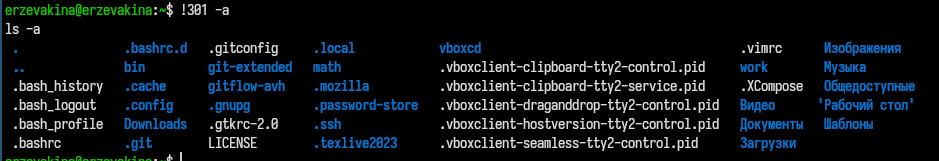 erzevakina@erzevakina:~$ !301 -a
ls -a
. .bashrc.d .gitconfig .local vboxcd .vimrc Изображения
.. bin git-extended math .vboxclient-clipboard-tty2-control.pid work Музыка
.bash_history .cache gitflow-avh .mozilla .vboxclient-clipboard-tty2-service.pid .XCompose Общедоступные
.bash_logout .config .gnupg .password-store .vboxclient-draganddrop-tty2-control.pid Видео 'Рабочий стол'
.bash_profile Downloads .gtkrc-2.0 .ssh .vboxclient-hostversion-tty2-control.pid Документы Шаблоны
.bashrc .git LICENSE .texlive2023 .vboxclient-seamless-tty2-control.pid Загрузки
erzevakina@erzevakina:~$